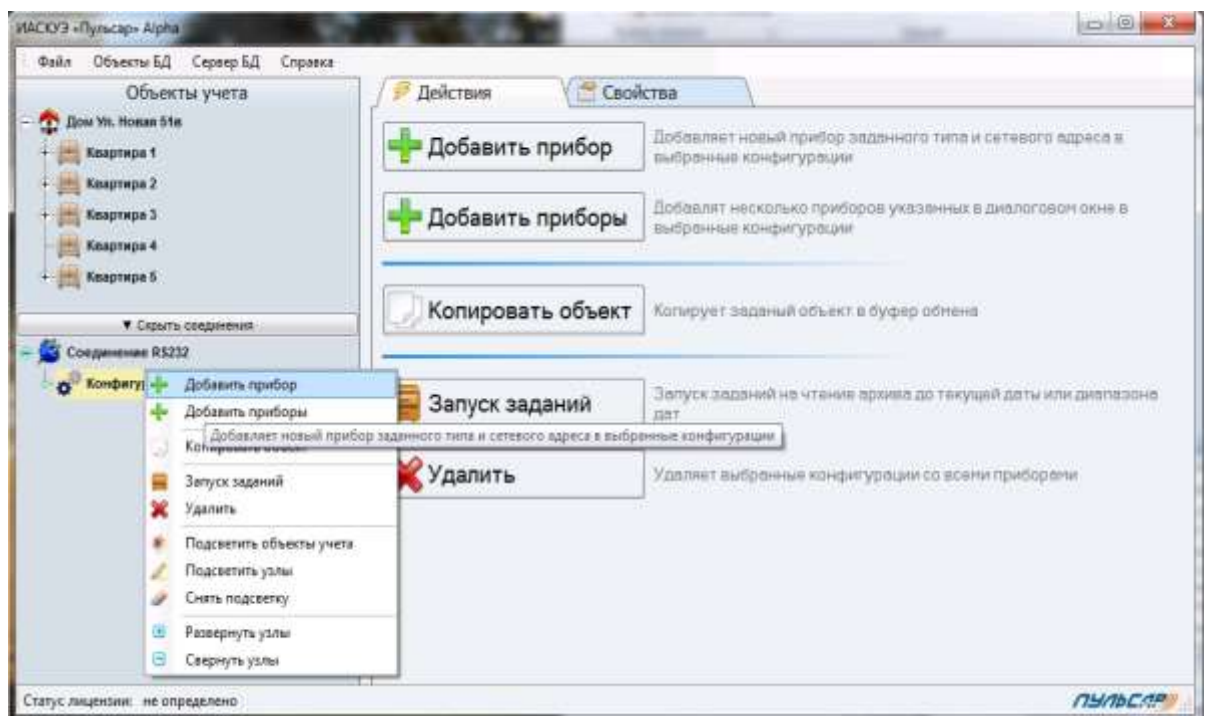 ИАСКУЭ «Пульсар» Alpha
Файл Объекты БД Сервер БД Справка
Объекты учета
Дом Ул. Новая 51в
Квартира 1
Квартира 2
Квартира 3
Квартира 4
Квартира 5
▼ Скрыть соединения
Соединение RS232
Конфигу
Добавить прибор
Добавить приборы
Добавляет новый прибор заданного типа и сетевого адреса в выбранные конфигурации
Запуск заданий
Удалить
Подсветить объекты учета
Подсветить узлы
Снять подсветку
Развернуть узлы
Свернуть узлы
Действия Свойства
Добавить прибор
Добавляет новый прибор заданного типа и сетевого адреса в
выбранные конфигурации
Добавить приборы
Добавлят несколько приборов указанных в диалоговом окне в
выбранные конфигурации
Копировать объект
Копирует заданый объект в буфер обмена
Запуск заданий
Запуск заданий на чтение архива до текущей даты или диапазона
дат
Удалить
Удаляет выбранные конфигурации со всеми приборами
Статус лицензии: не определено
ПУЛЬСАР